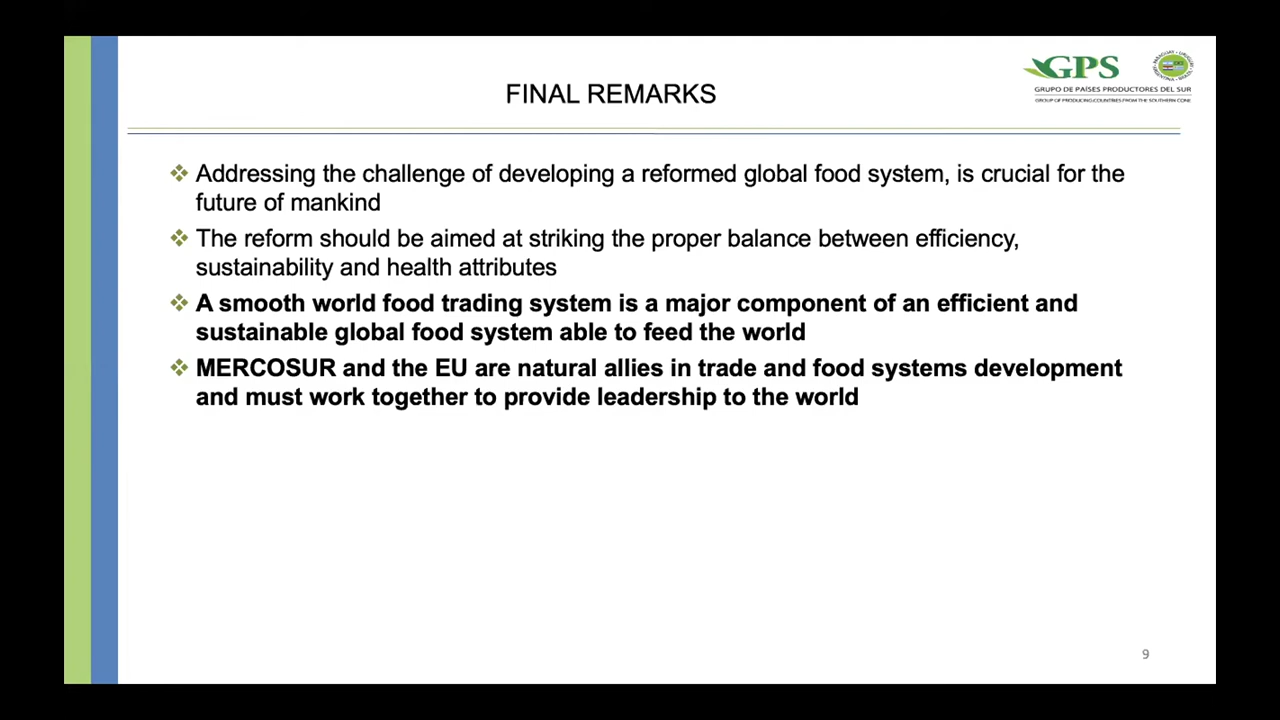 FINAL REMARKS
GPS
GRUPO DE PAÍSES PRODUCTORES DEL SUR
GROUP OF PRODUCING COUNTRIES FROM THE SOUTHERN CONE
Addressing the challenge of developing a reformed global food system, is crucial for the
future of mankind
The reform should be aimed at striking the proper balance between efficiency,
sustainability and health attributes
A smooth world food trading system is a major component of an efficient and
sustainable global food system able to feed the world
MERCOSUR and the EU are natural allies in trade and food systems development
and must work together to provide leadership to the world
9